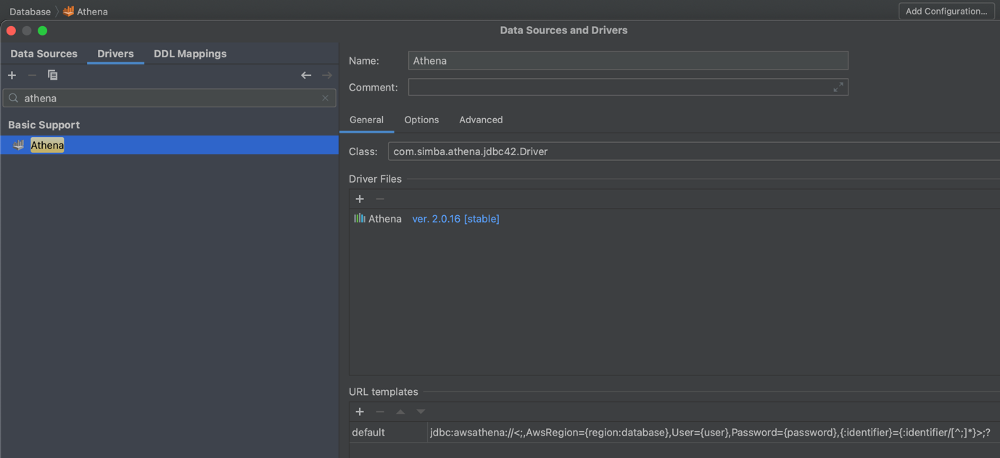 Database Athena
Add Configuration...
Data Sources and Drivers
Data Sources Drivers DDL Mappings
athena
Basic Support
Athena
Name: Athena
Comment:
General Options Advanced
Class: com.simba.athena.jdbc42.Driver
Driver Files
Athena ver. 2.0.16 [stable]
URL templates
default jdbc:awsathena://<;,AwsRegion={region:database},User={user},Password={password},{:identifier}={:identifier/[^;]*}>;?